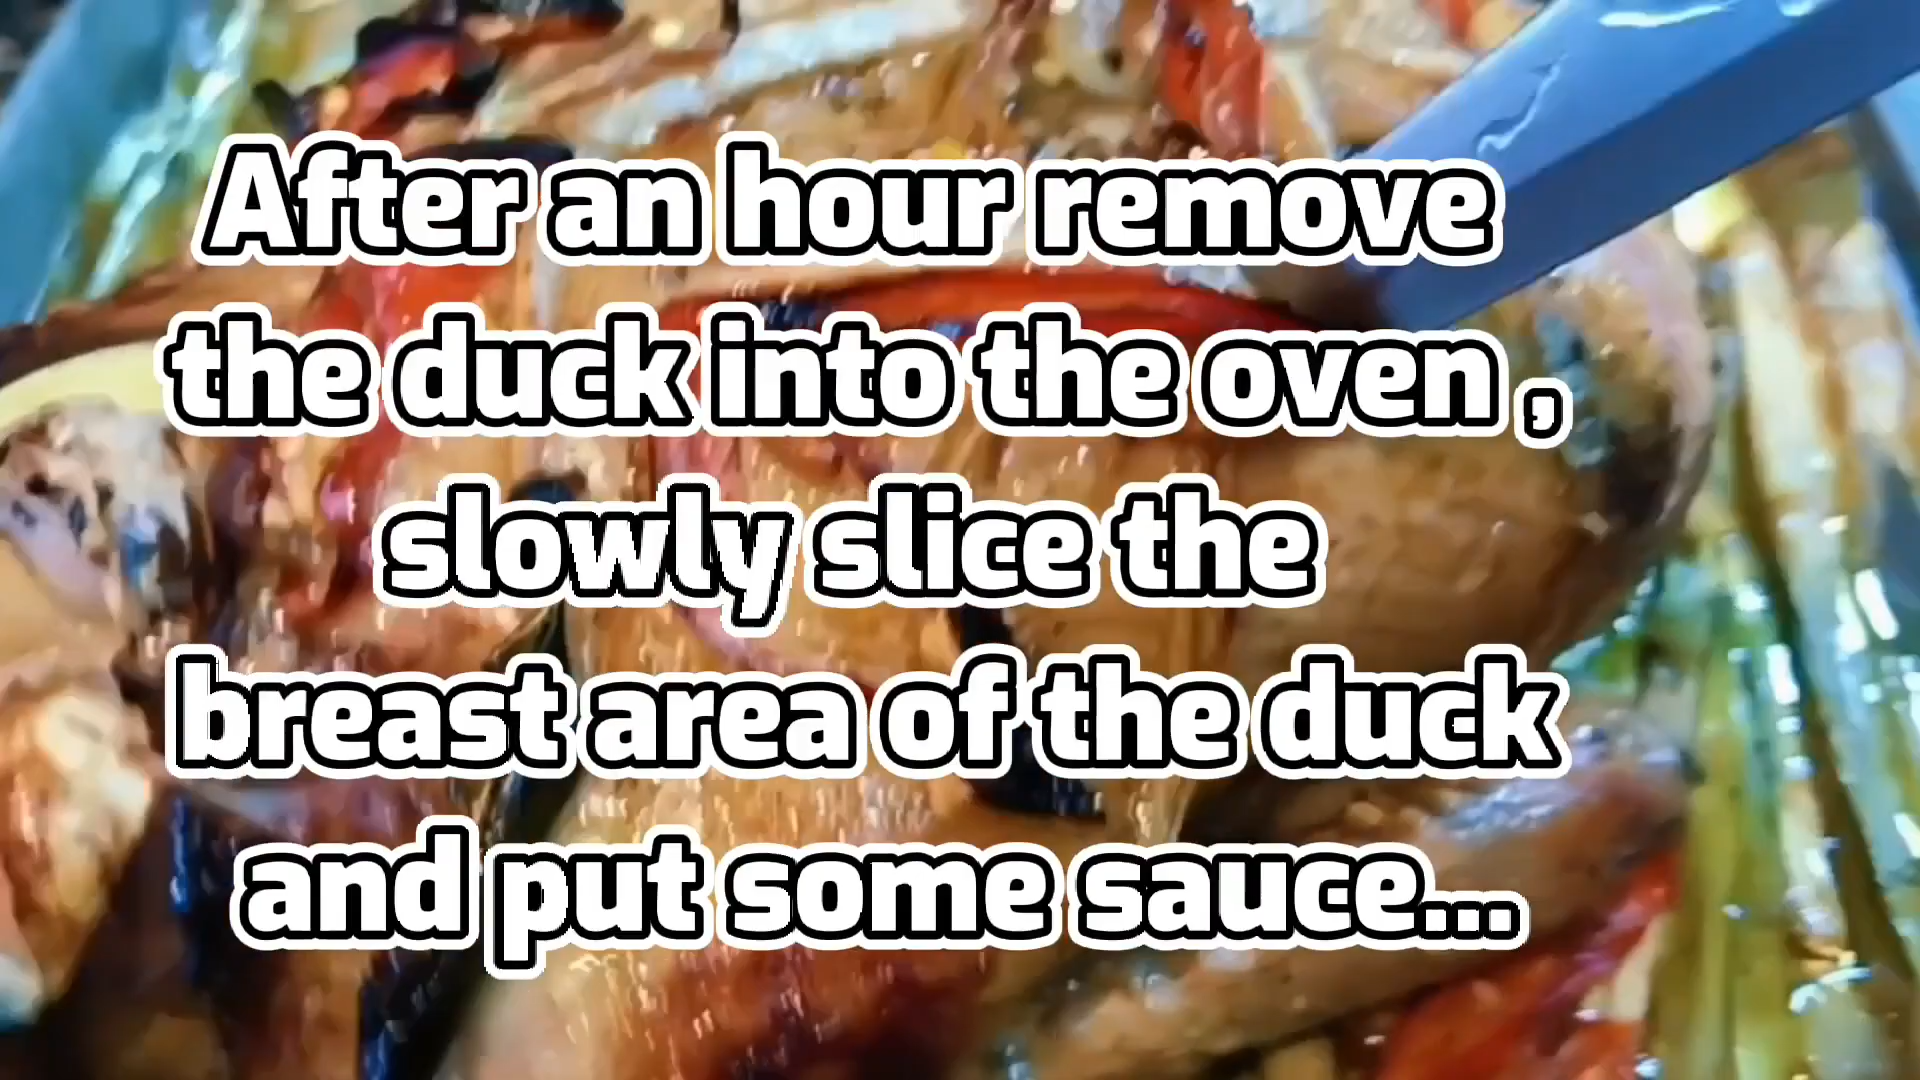 After an hour remove
the duck into the oven ,
slowly slice the
breast area of the duck
and put some sauce...